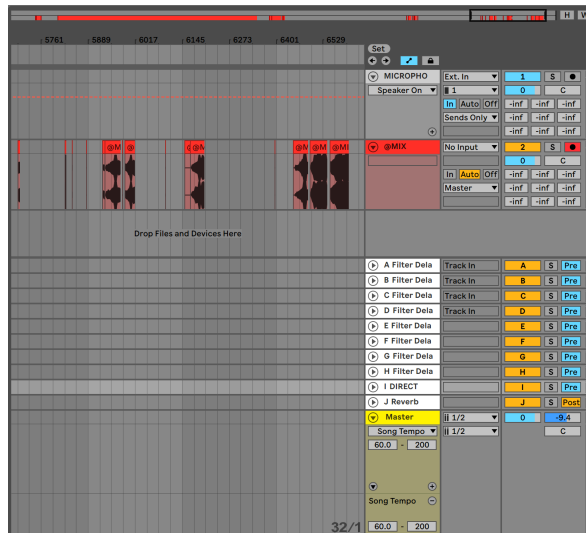 H W
5761 5889 6017 6145 6273 6401 6529
Set
MICROPHO Ext. In 1 S
Speaker On 1 0 C
In Auto Off -inf -inf -inf
Sends Only -inf -inf -inf
-inf -inf -inf
@M @M @M @M @MI
@MIX No Input 2 S
0 C
In Auto Off -inf -inf -inf
Master -inf -inf -inf
-inf -inf -inf
Drop Files and Devices Here
A Filter Dela Track In A S Pre
B Filter Dela Track In B S Pre
C Filter Dela Track In C S Pre
D Filter Dela Track In D S Pre
E Filter Dela E S Pre
F Filter Dela F S Pre
G Filter Dela G S Pre
H Filter Dela H S Pre
I DIRECT I S Pre
J Reverb J S Post
Master 1/2 0 -9.4
Song Tempo 1/2 C
60.0 - 200
Song Tempo
32/1 60.0 - 200